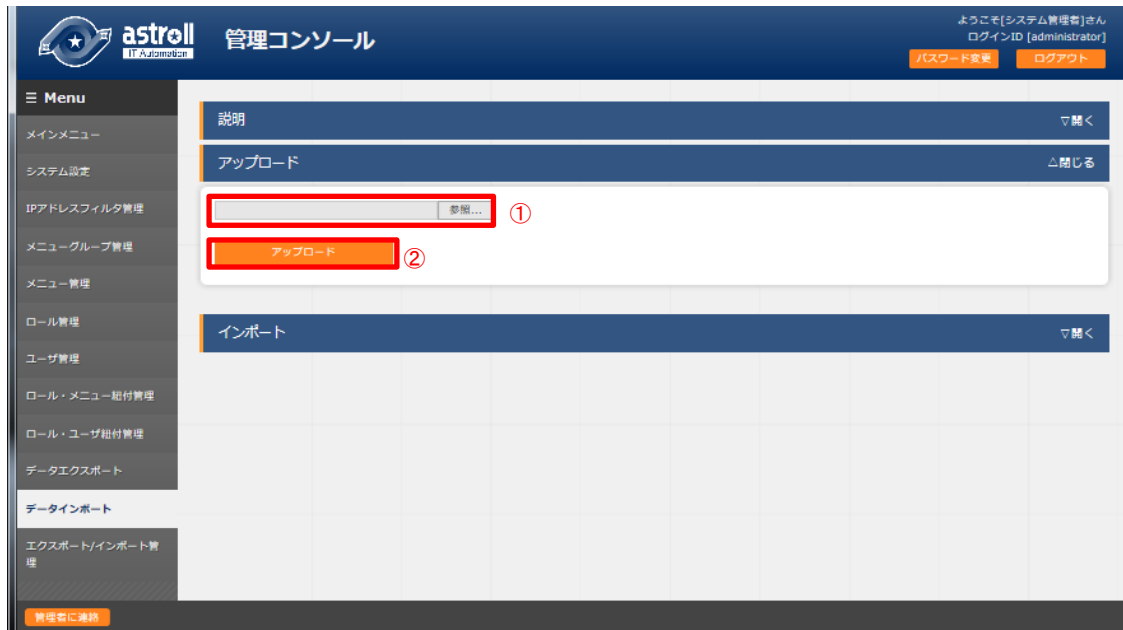 astroll
IT Automation
管理コンソール
ようこそ[システム管理者]さん
ログインID [administrator]
パスワード変更
ログアウト
☰ Menu
メインメニュー
システム設定
IPアドレスフィルタ管理
メニューグループ管理
メニュー管理
ロール管理
ユーザ管理
ロール・メニュー紐付管理
ロール・ユーザ紐付管理
データエクスポート
データインポート
エクスポート/インポート管
理
説明
▽開く
アップロード
△閉じる
参照...
①
アップロード
②
インポート
▽開く
管理者に連絡